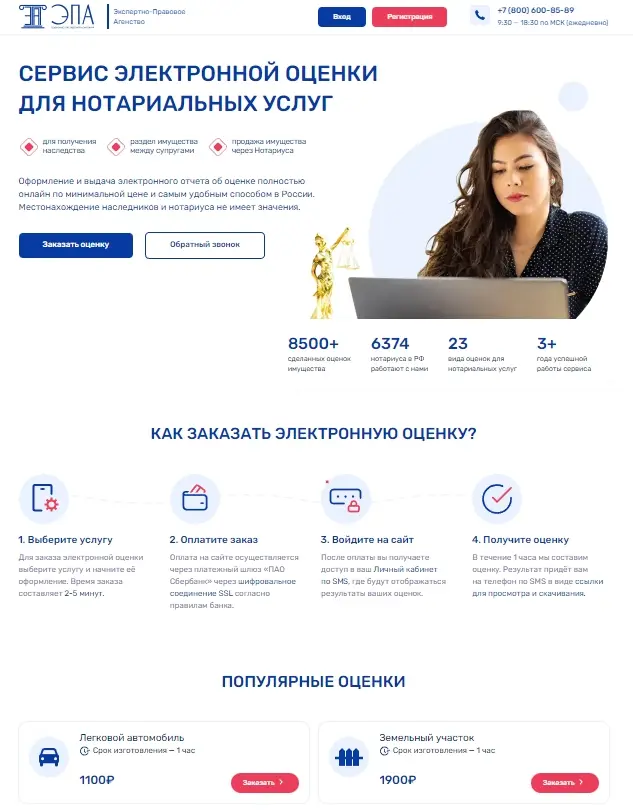 ЭПА
Экспертно-Правовое
Агенство
Вход
Регистрация
+7 (800) 600-85-89
9:30 – 18:30 по МСК (ежедневно)
СЕРВИС ЭЛЕКТРОННОЙ ОЦЕНКИ
ДЛЯ НОТАРИАЛЬНЫХ УСЛУГ
для получения
наследства
раздел имущества
между супругами
продажа имущества
через Нотариуса
Оформление и выдача электронного отчета об оценке полностью
онлайн по минимальной цене и самым удобным способом в России.
Местонахождение наследников и нотариуса не имеет значения.
Заказать оценку
Обратный звонок
8500+
сделанных оценок
имущества
6374
нотариуса в РФ
работают с нами
23
вида оценок для
нотариальных услуг
3+
года успешной
работы сервиса
КАК ЗАКАЗАТЬ ЭЛЕКТРОННУЮ ОЦЕНКУ?
1. Выберите услугу
Для заказа электронной оценки
выберите услугу и начните её
оформление. Время заказа
составляет 2-5 минут.
2. Оплатите заказ
Оплата на сайте осуществляется
через платежный шлюз «ПАО
Сбербанк» через шифровальное
соединение SSL согласно
правилам банка.
3. Войдите на сайт
После оплаты вы получаете
доступ в ваш Личный кабинет
по SMS, где будут отображаться
результаты ваших оценок.
4. Получите оценку
В течение 1 часа мы составим
оценку. Результат придёт вам
на телефон по SMS в виде ссылки
для просмотра и скачивания.
ПОПУЛЯРНЫЕ ОЦЕНКИ
Легковой автомобиль
Срок изготовления — 1 час
1100₽
Заказать
Земельный участок
Срок изготовления — 1 час
1900₽
Заказать